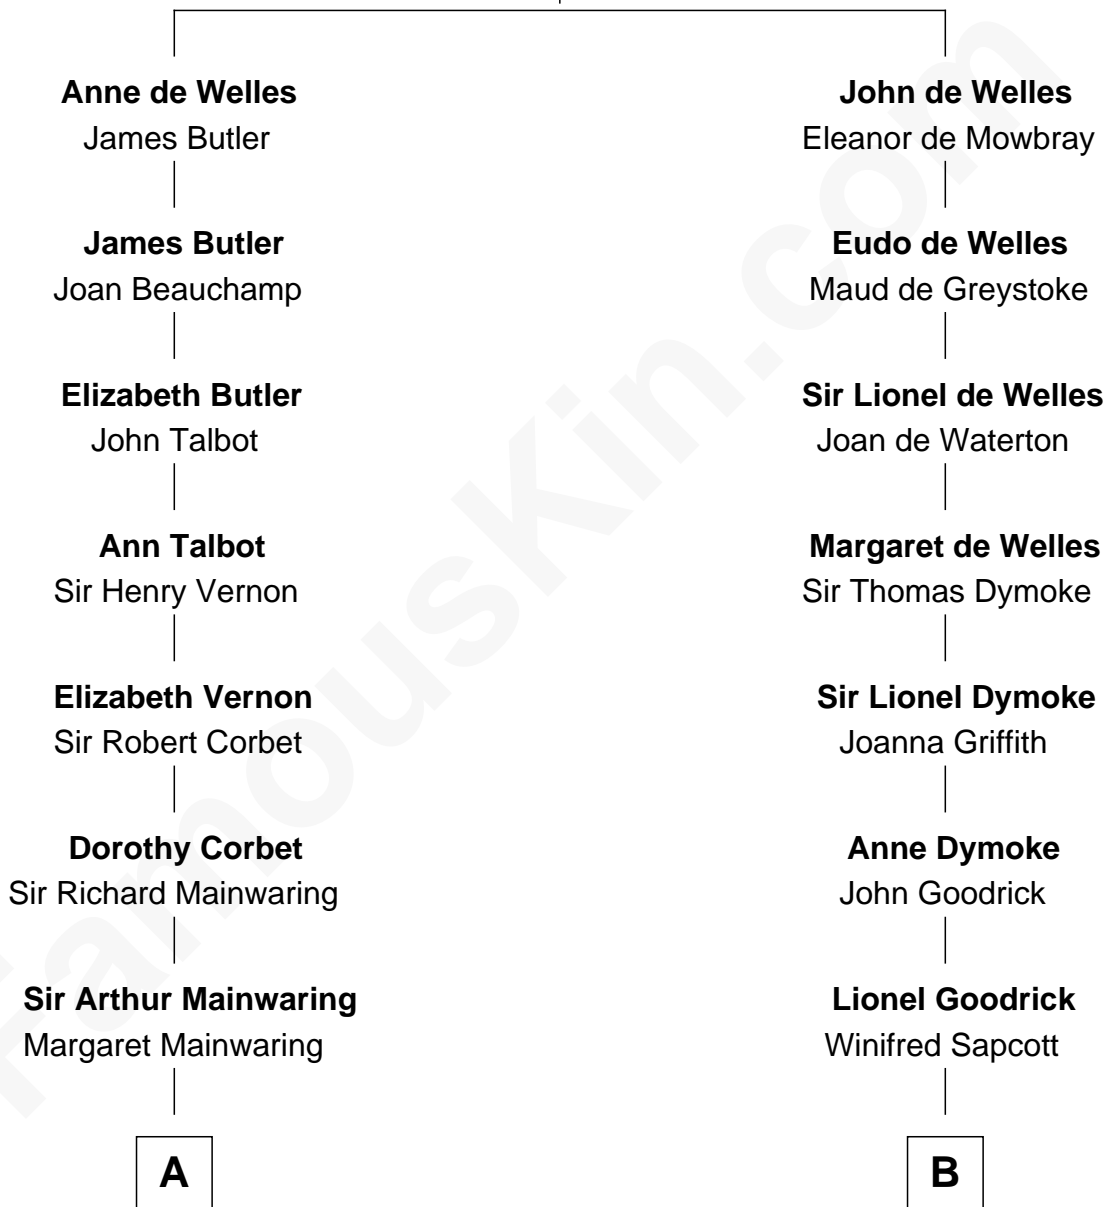 Anne de Welles
James Butler
James Butler
Joan Beauchamp
Elizabeth Butler
John Talbot
Ann Talbot
Sir Henry Vernon
Elizabeth Vernon
Sir Robert Corbet
Dorothy Corbet
Sir Richard Mainwaring
Sir Arthur Mainwaring
Margaret Mainwaring
A
John de Welles
Eleanor de Mowbray
Eudo de Welles
Maud de Greystoke
Sir Lionel de Welles
Joan de Waterton
Margaret de Welles
Sir Thomas Dymoke
Sir Lionel Dymoke
Joanna Griffith
Anne Dymoke
John Goodrick
Lionel Goodrick
Winifred Sapcott
B
FamousKin.com